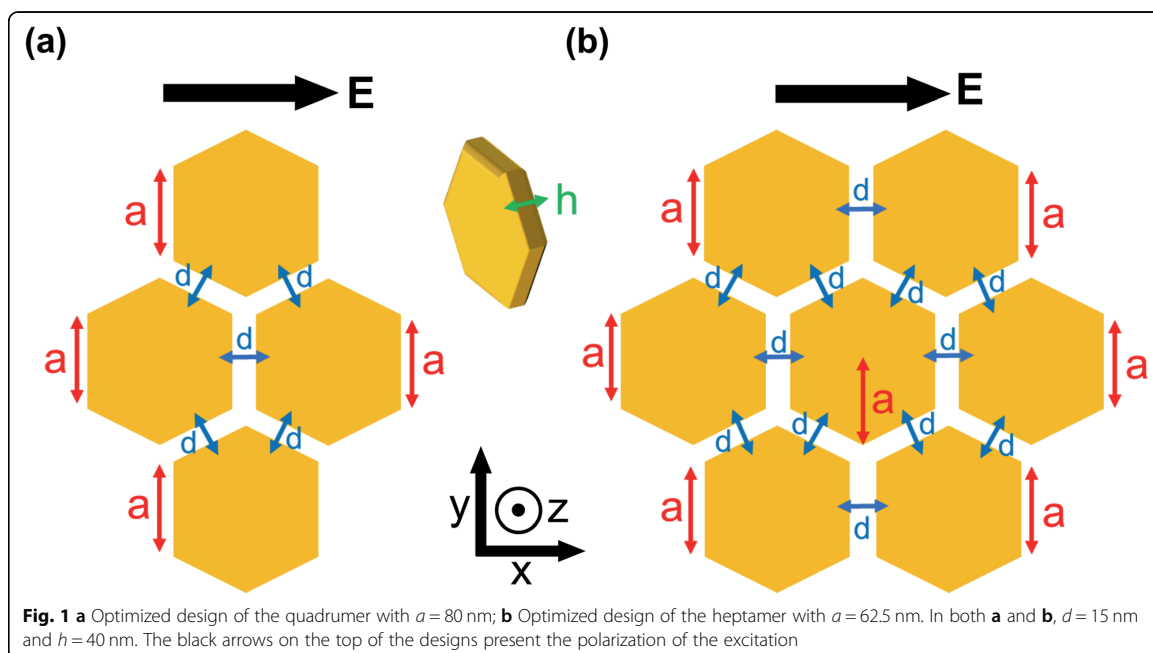 (a)
E
a
d
d
a
d
a
d
d
a
h
y
z
x
(b)
E
a
d
a
d
d
d
d
a
d
d
a
a
d
d
d
d
a
d
a
Fig. 1 a Optimized design of the quadrumer with a = 80 nm; b Optimized design of the heptamer with a = 62.5 nm. In both a and b, d = 15 nm
and h = 40 nm. The black arrows on the top of the designs present the polarization of the excitation